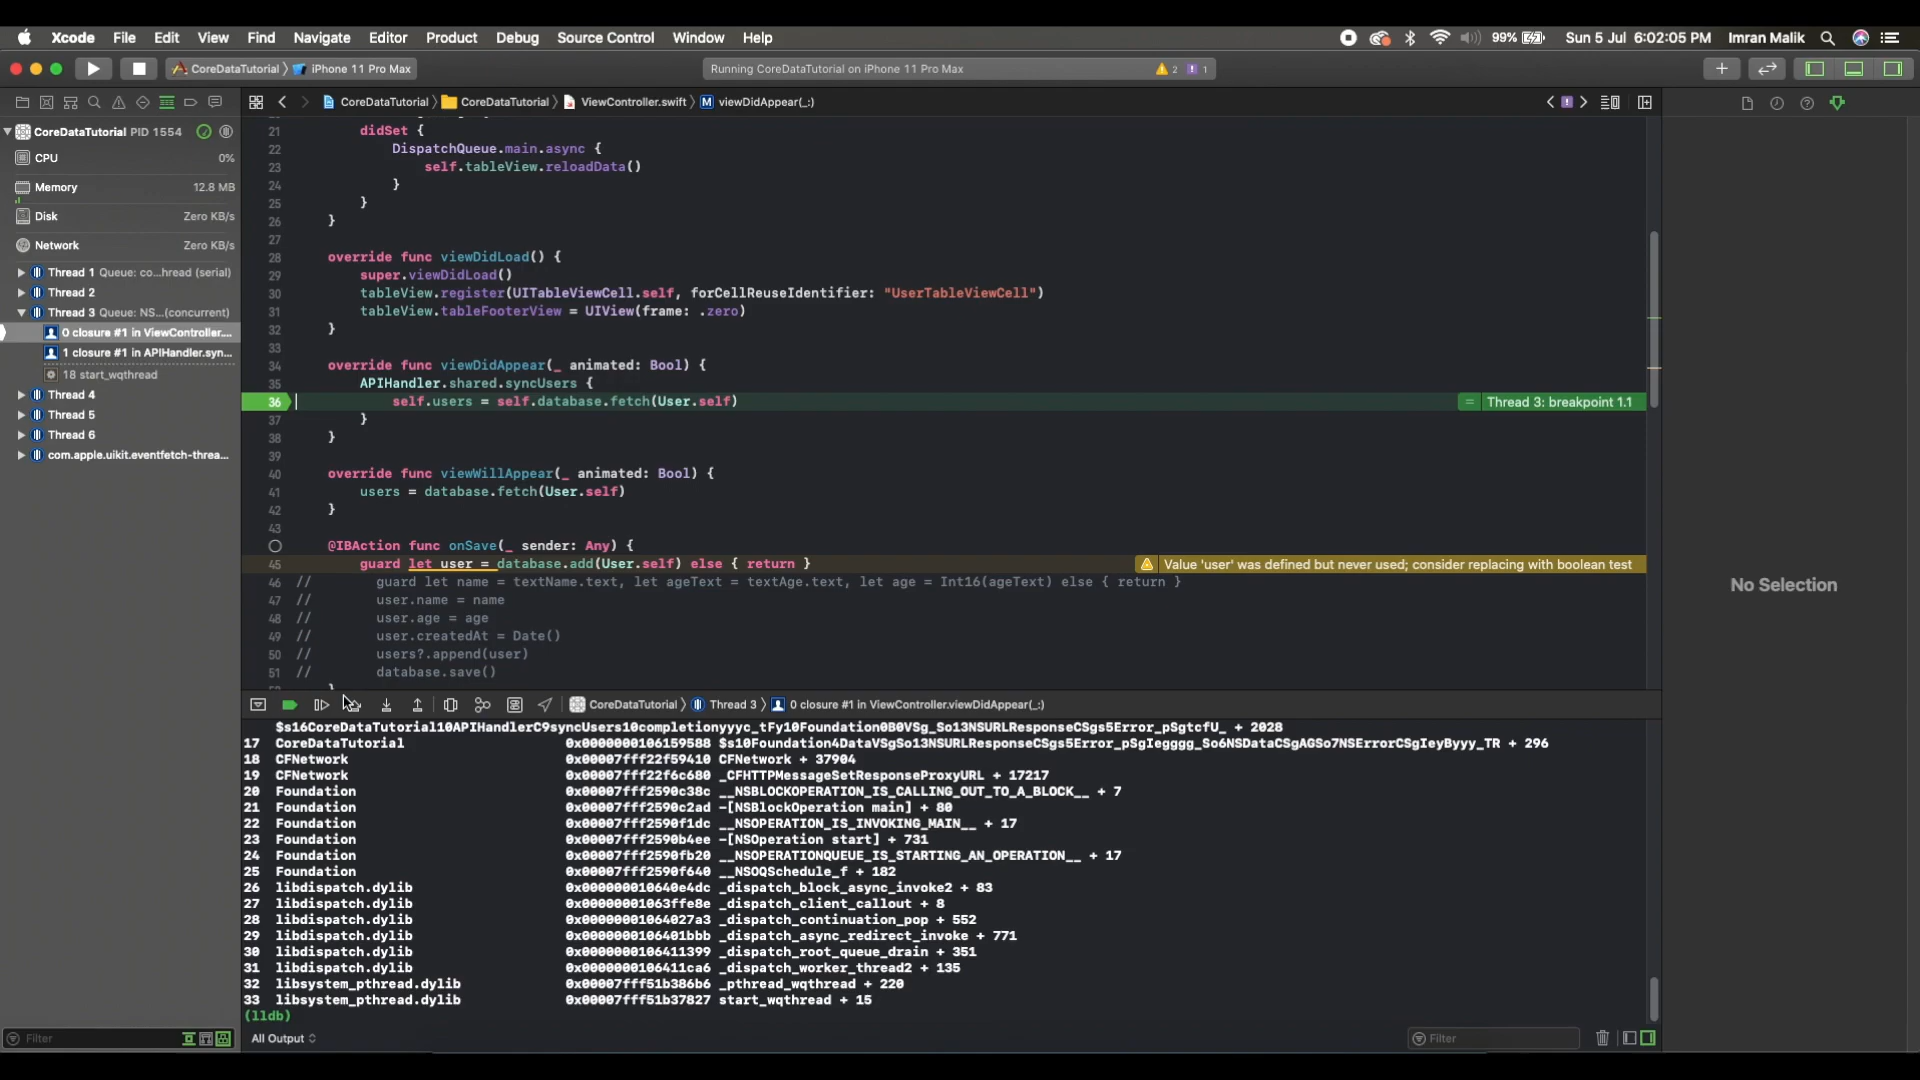 Xcode File Edit View Find Navigate Editor Product Debug Source Control Window Help 99% Sun 5 Jul 6:02:05 PM Imran Malik
CoreDataTutorial iPhone 11 Pro Max Running CoreDataTutorial on iPhone 11 Pro Max 2 1
CoreDataTutorial CoreDataTutorial ViewController.swift M viewDidAppear(_:)
CoreDataTutorial PID 1554
CPU 0%
Memory 12.8 MB
Disk Zero KB/s
Network Zero KB/s
Thread 1 Queue: co...hread (serial)
Thread 2
Thread 3 Queue: NS...(concurrent)
0 closure #1 in ViewController....
1 closure #1 in APIHandler.syn...
18 start_wqthread
Thread 4
Thread 5
Thread 6
com.apple.uikit.eventfetch-threa...
Filter
21 didSet {
22 DispatchQueue.main.async {
23 self.tableView.reloadData()
24 }
25 }
26 }
27
28 override func viewDidLoad() {
29 super.viewDidLoad()
30 tableView.register(UITableViewCell.self, forCellReuseIdentifier: "UserTableViewCell")
31 tableView.tableFooterView = UIView(frame: .zero)
32 }
33
34 override func viewDidAppear(_ animated: Bool) {
35 APIHandler.shared.syncUsers {
36 self.users = self.database.fetch(User.self) = Thread 3: breakpoint 1.1
37 }
38 }
39
40 override func viewWillAppear(_ animated: Bool) {
41 users = database.fetch(User.self)
42 }
43
@IBAction func onSave(_ sender: Any) {
45 guard let user = database.add(User.self) else { return } Value 'user' was defined but never used; consider replacing with boolean test
46 // guard let name = textName.text, let ageText = textAge.text, let age = Int16(ageText) else { return }
47 // user.name = name
48 // user.age = age
49 // user.createdAt = Date()
50 // users?.append(user)
51 // database.save()
No Selection
CoreDataTutorial Thread 3 0 closure #1 in ViewController.viewDidAppear(_:)
$s16CoreDataTutorial10APIHandlerC9syncUsers10completionyyyc_tFy10Foundation0B0VSg_So13NSURLResponseCSgs5Error_pSgtcfU_ + 2028
17 CoreDataTutorial 0x0000000106159588 $s10Foundation4DataVSgSo13NSURLResponseCSgs5Error_pSgIegggg_So6NSDataCSgAGSo7NSErrorCSgIeyByyy_TR + 296
18 CFNetwork 0x00007fff22f59410 CFNetwork + 37904
19 CFNetwork 0x00007fff22f6c680 _CFHTTPMessageSetResponseProxyURL + 17217
20 Foundation 0x00007fff2590c38c __NSBLOCKOPERATION_IS_CALLING_OUT_TO_A_BLOCK__ + 7
21 Foundation 0x00007fff2590c2ad -[NSBlockOperation main] + 80
22 Foundation 0x00007fff2590f1dc __NSOPERATION_IS_INVOKING_MAIN__ + 17
23 Foundation 0x00007fff2590b4ee -[NSOperation start] + 731
24 Foundation 0x00007fff2590fb20 __NSOPERATIONQUEUE_IS_STARTING_AN_OPERATION__ + 17
25 Foundation 0x00007fff2590f640 __NSOQSchedule_f + 182
26 libdispatch.dylib 0x000000010640e4dc _dispatch_block_async_invoke2 + 83
27 libdispatch.dylib 0x00000001063ffe8e _dispatch_client_callout + 8
28 libdispatch.dylib 0x00000001064027a3 _dispatch_continuation_pop + 552
29 libdispatch.dylib 0x0000000106401bbb _dispatch_async_redirect_invoke + 771
30 libdispatch.dylib 0x0000000106411399 _dispatch_root_queue_drain + 351
31 libdispatch.dylib 0x0000000106411ca6 _dispatch_worker_thread2 + 135
32 libsystem_pthread.dylib 0x00007fff51b386b6 _pthread_wqthread + 220
33 libsystem_pthread.dylib 0x00007fff51b37827 start_wqthread + 15
(lldb)
All Output Filter